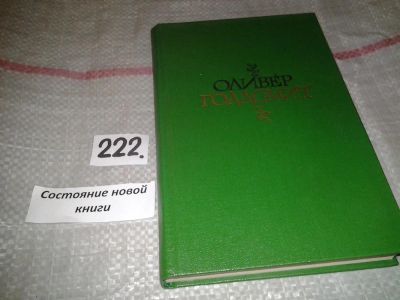 ОЛИВЕР
ГОЛДСМИТ
222.
Состояние новой
книги